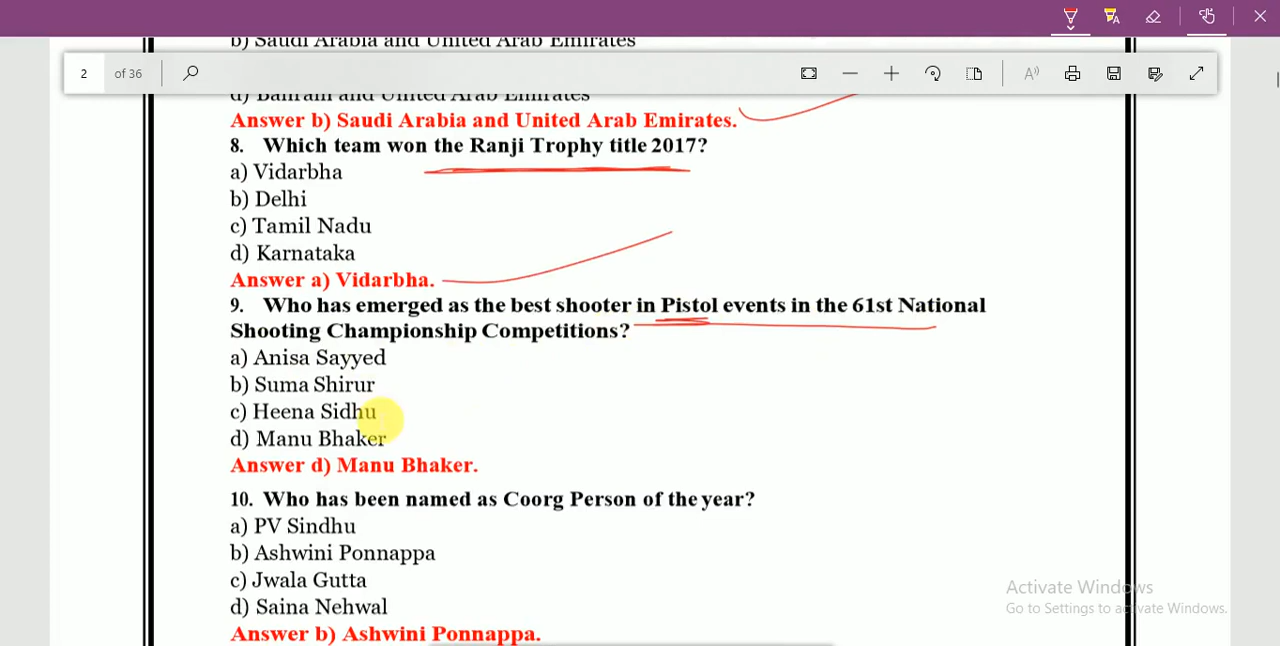 b) Saudi Arabia and United Arab Emirates
2 of 36
d) Bahrain and United Arab Emirates
Answer b) Saudi Arabia and United Arab Emirates.
8. Which team won the Ranji Trophy title 2017?
a) Vidarbha
b) Delhi
c) Tamil Nadu
d) Karnataka
Answer a) Vidarbha.
9. Who has emerged as the best shooter in Pistol events in the 61st National
Shooting Championship Competitions?
a) Anisa Sayyed
b) Suma Shirur
c) Heena Sidhu
d) Manu Bhaker
Answer d) Manu Bhaker.
10. Who has been named as Coorg Person of the year?
a) PV Sindhu
b) Ashwini Ponnappa
c) Jwala Gutta
d) Saina Nehwal
Answer b) Ashwini Ponnappa.
Activate Windows
Go to Settings to activate Windows.